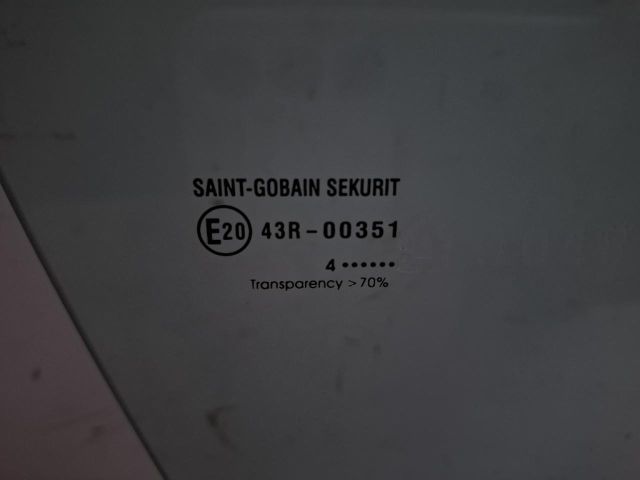 SAINT-GOBAIN SEKURIT
E20 43R-00351
4 ······
Transparency > 70%